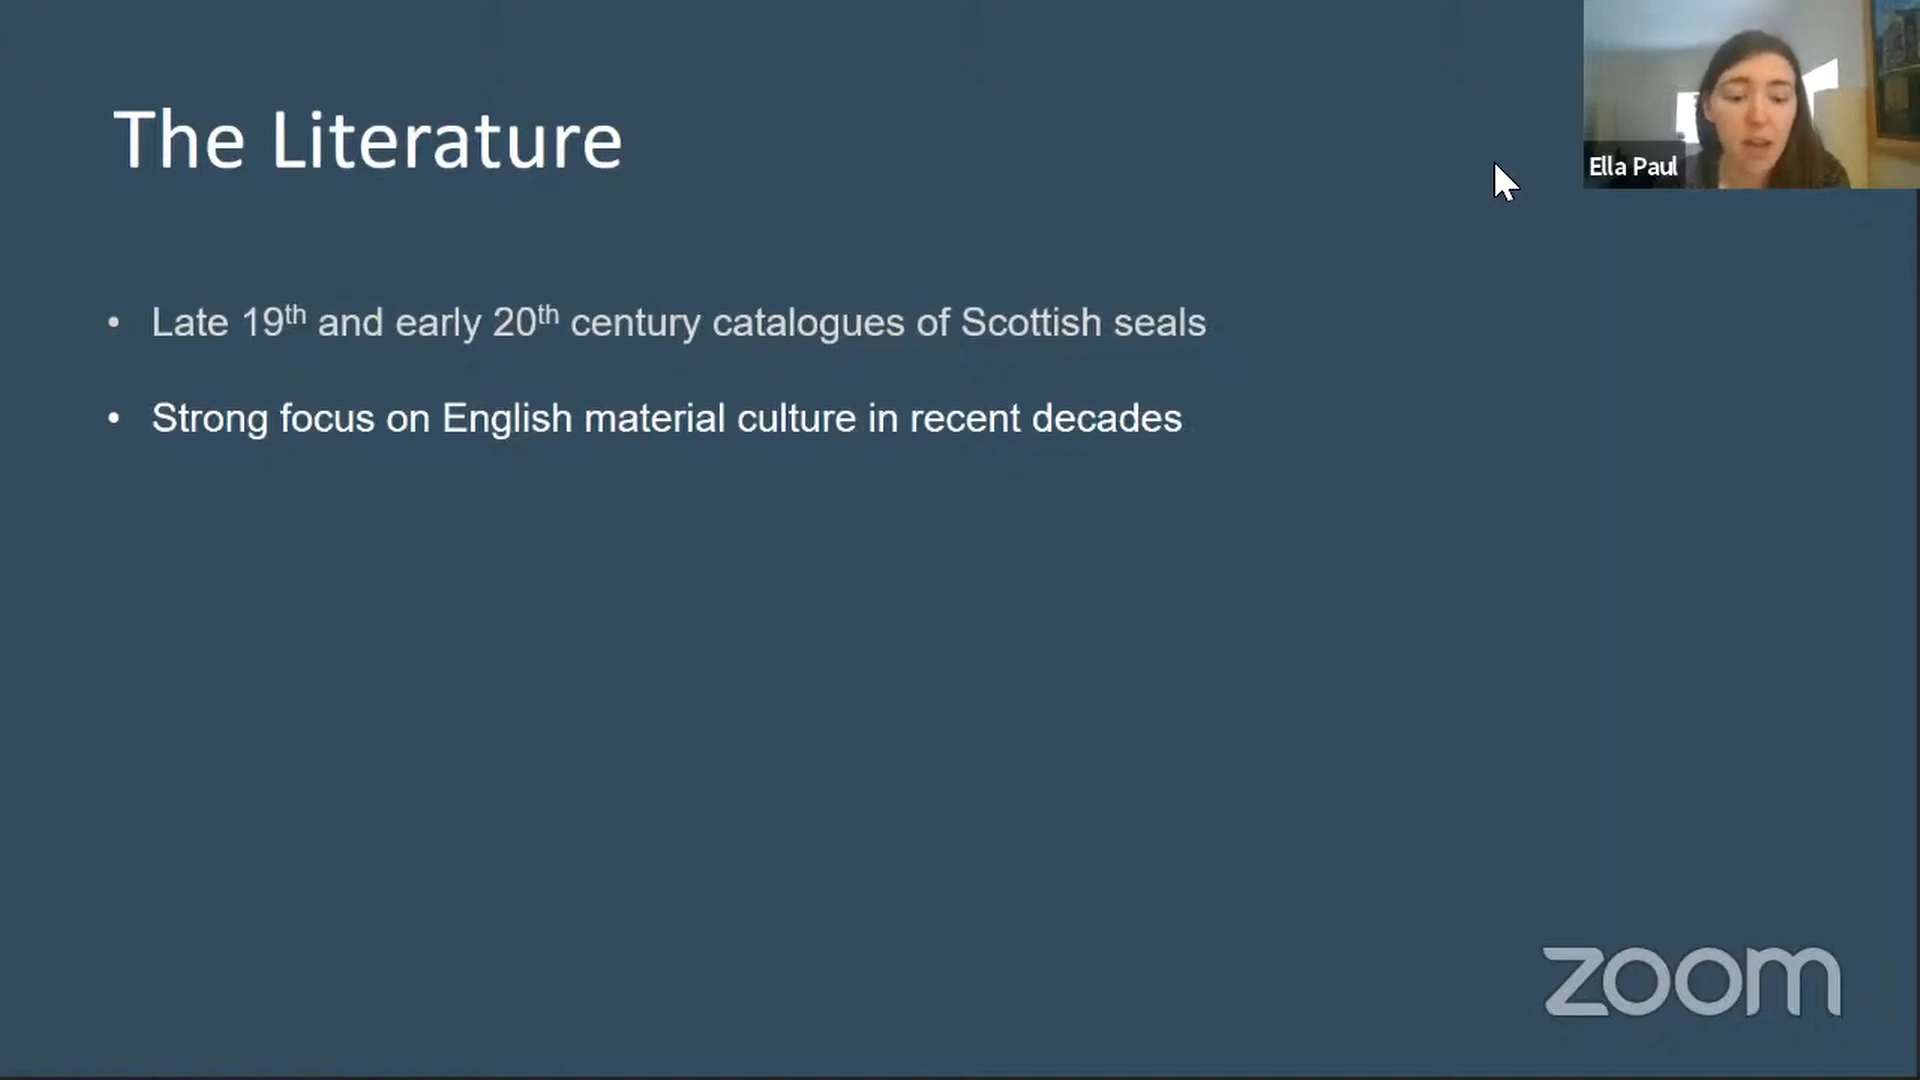 The Literature
Ella Paul
• Late 19th and early 20th century catalogues of Scottish seals
• Strong focus on English material culture in recent decades
zoom